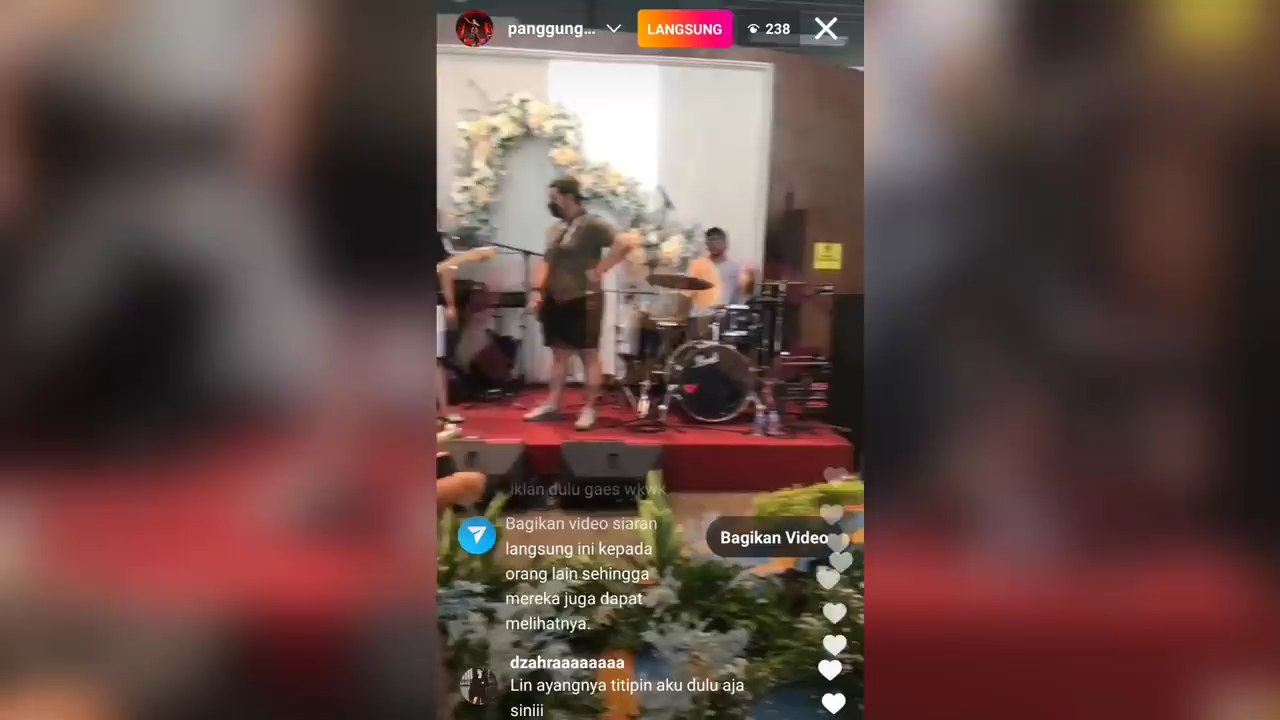 panggung...
LANGSUNG
238
iklan dulu gaes wkwk
Bagikan video siaran
langsung ini kepada
orang lain sehingga
mereka juga dapat
melihatnya.
Bagikan Video
dzahraaaaaaaa
Lin ayangnya titipin aku dulu aja
siniii